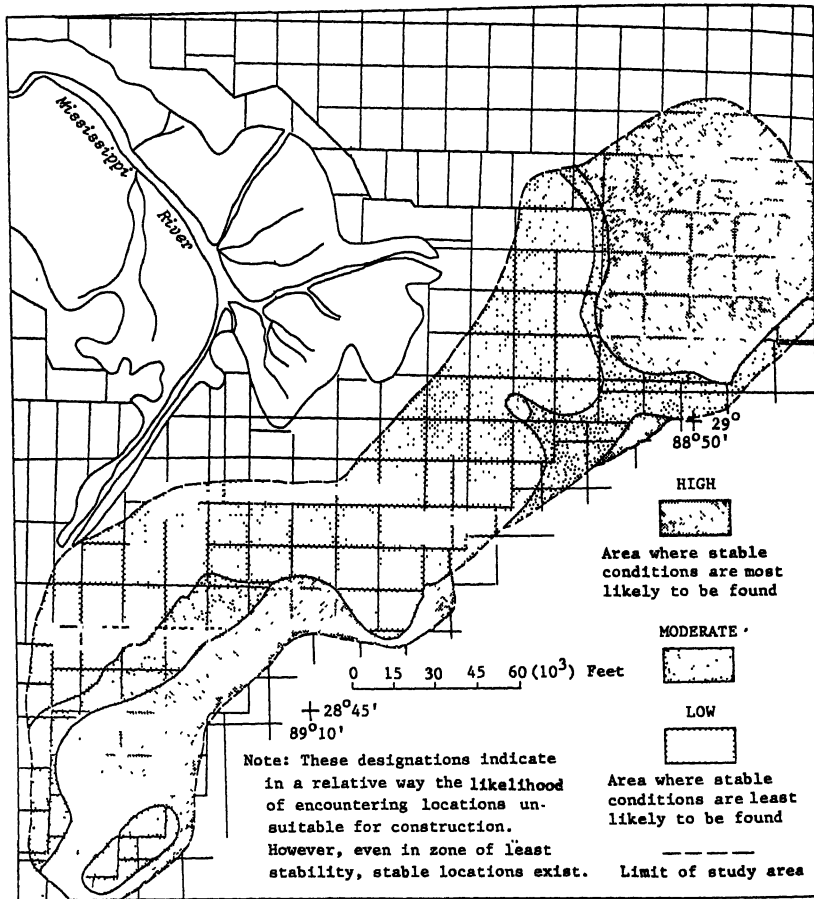 Mississippi
River
29°
88°50'
HIGH
Area where stable
conditions are most
likely to be found
MODERATE
0 15 30 45 60 (10³) Feet
28°45'
89°10'
LOW
Note: These designations indicate
in a relative way the likelihood
of encountering locations un-
suitable for construction.
However, even in zone of least
stability, stable locations exist.
Area where stable
conditions are least
likely to be found
Limit of study area